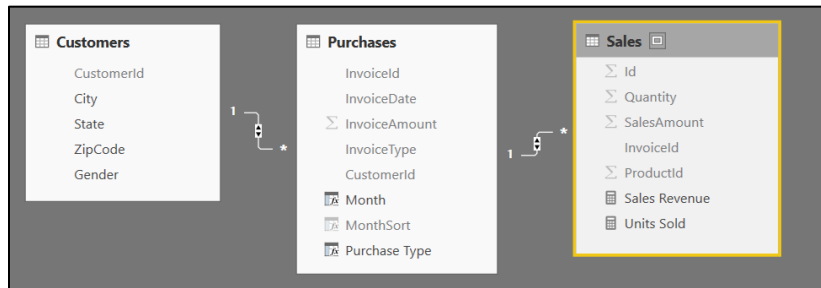 Customers
CustomerId
City
State
ZipCode
Gender
1
*
Purchases
InvoiceId
InvoiceDate
InvoiceAmount
InvoiceType
CustomerId
Month
MonthSort
Purchase Type
1
*
Sales
Id
Quantity
SalesAmount
InvoiceId
ProductId
Sales Revenue
Units Sold